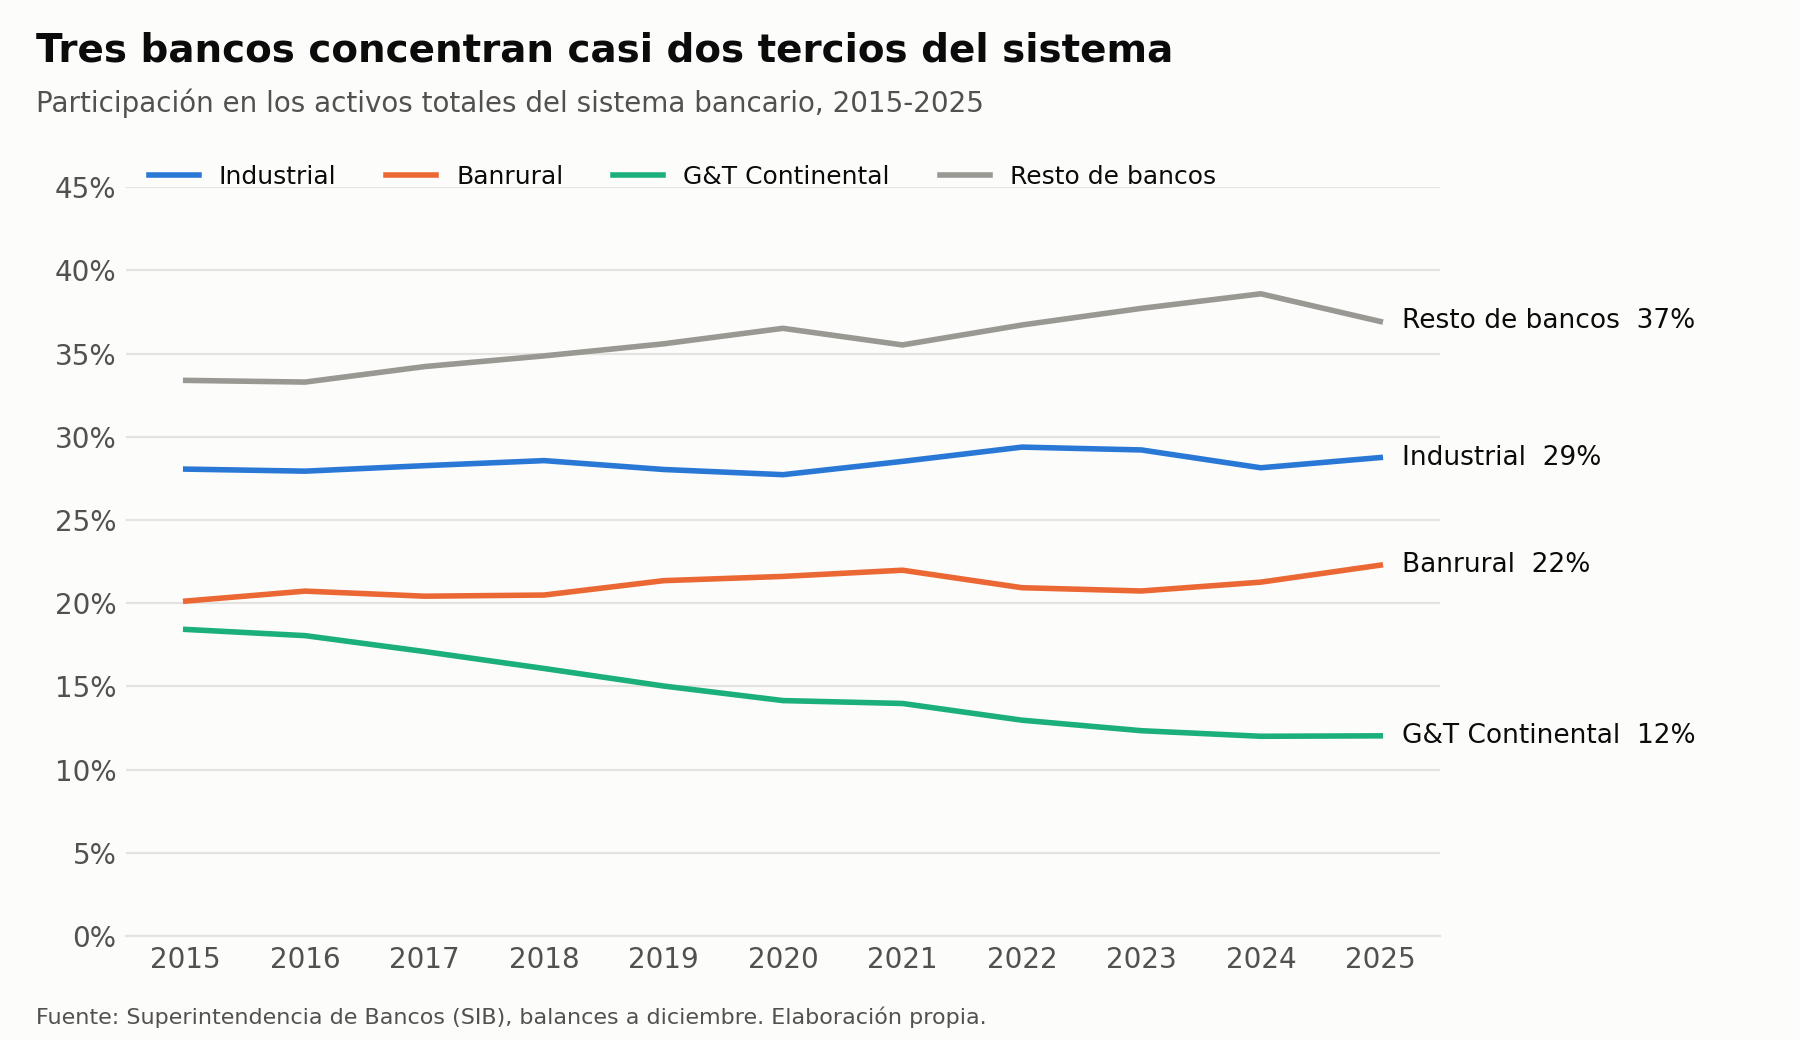 Tres bancos concentran casi dos tercios del sistema
Participación en los activos totales del sistema bancario, 2015-2025
Industrial Banrural G&T Continental Resto de bancos
45%
40%
35%
30%
25%
20%
15%
10%
5%
0%
Resto de bancos 37%
Industrial 29%
Banrural 22%
G&T Continental 12%
2015 2016 2017 2018 2019 2020 2021 2022 2023 2024 2025
Fuente: Superintendencia de Bancos (SIB), balances a diciembre. Elaboración propia.